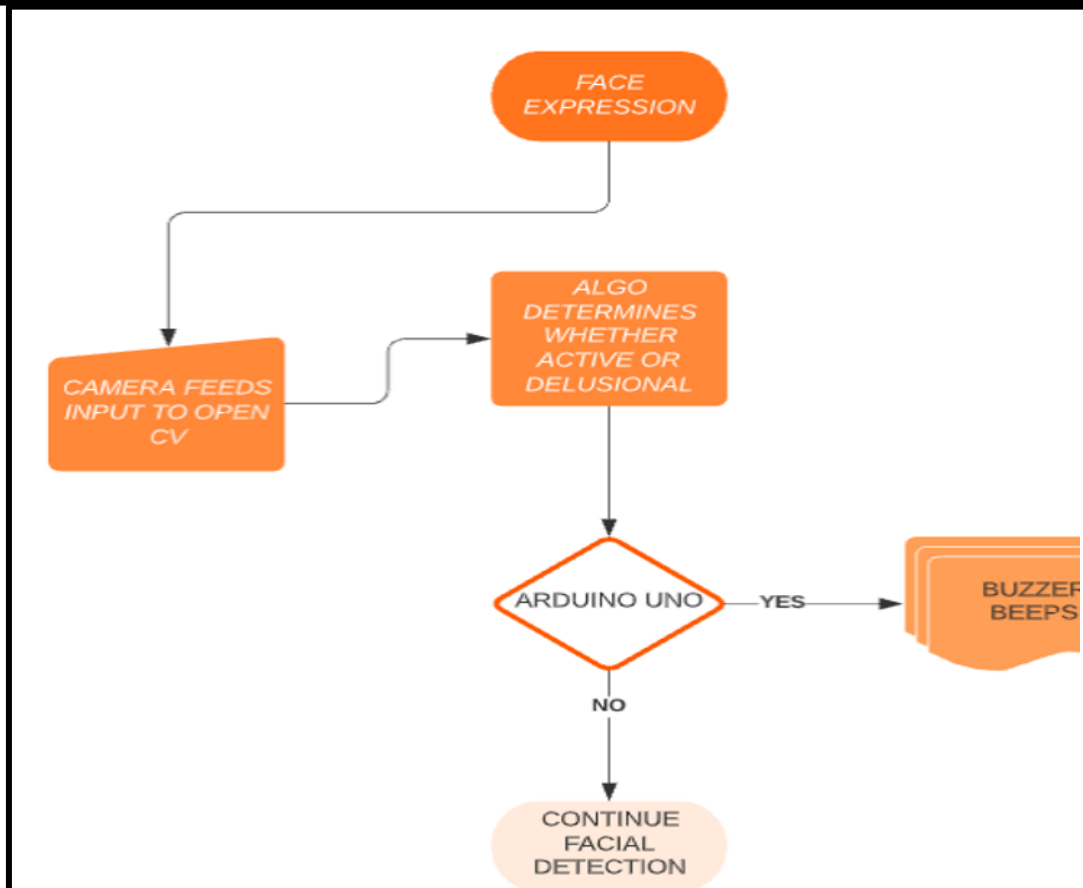 FACE
EXPRESSION
ALGO
DETERMINES
WHETHER
ACTIVE OR
DELUSIONAL
CAMERA FEEDS
INPUT TO OPEN
CV
ARDUINO UNO
YES
BUZZER
BEEPS
NO
CONTINUE
FACIAL
DETECTION